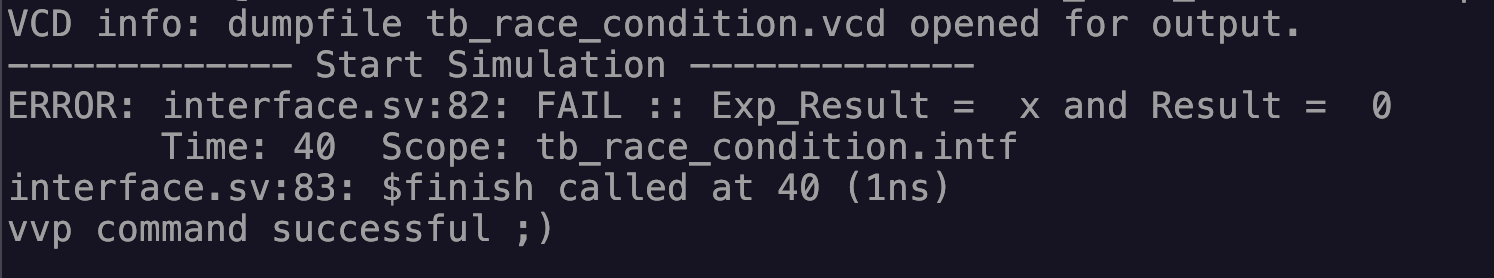 VCD info: dumpfile tb_race_condition.vcd opened for output.
------------- Start Simulation -------------
ERROR: interface.sv:82: FAIL :: Exp_Result =  x and Result =  0
       Time: 40  Scope: tb_race_condition.intf
interface.sv:83: $finish called at 40 (1ns)
vvp command successful ;)